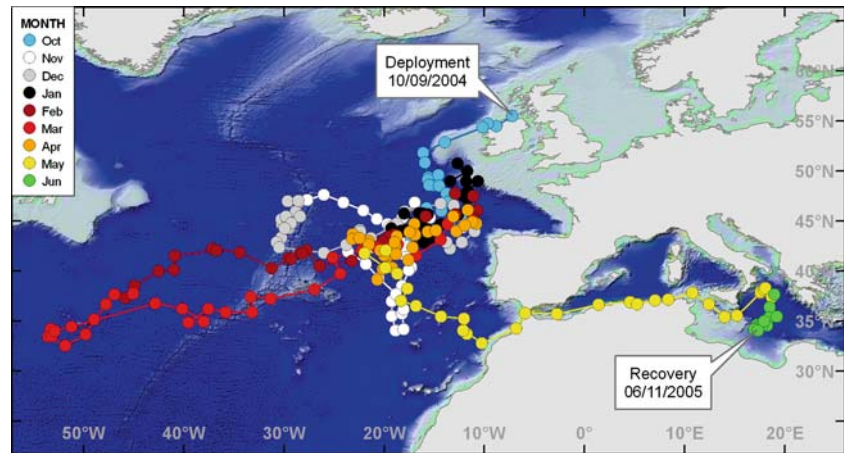 MONTH
Oct
Nov
Dec
Jan
Feb
Mar
Apr
May
Jun
Deployment
10/09/2004
60°N
55°N
50°N
45°N
40°N
35°N
30°N
Recovery
06/11/2005
50°W
40°W
30°W
20°W
10°W
0°
10°E
20°E